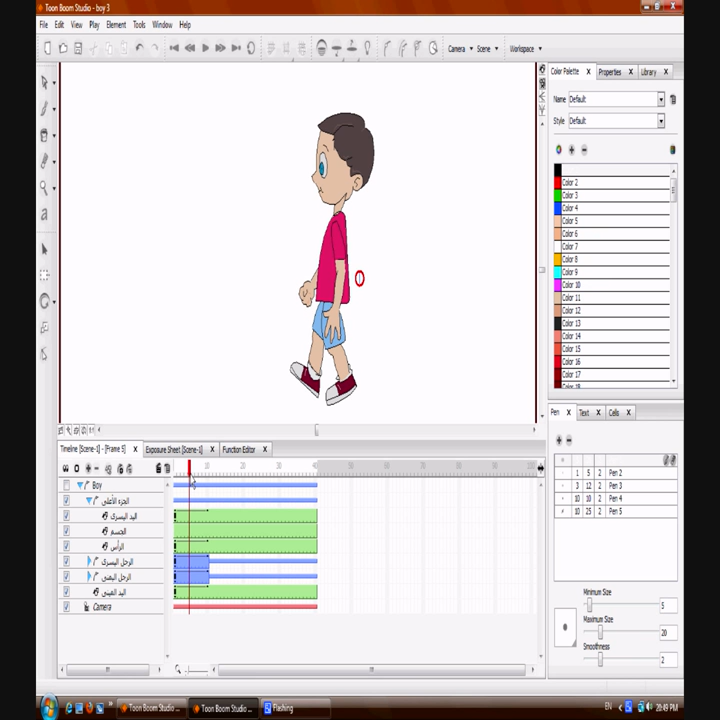 Toon Boom Studio - boy 3
File Edit View Play Element Tools Window Help
Camera Scene Workspace
Color Palette Properties Library
Name Default
Style Default
Color 2
Color 3
Color 4
Color 5
Color 6
Color 7
Color 8
Color 9
Color 10
Color 11
Color 12
Color 13
Color 14
Color 15
Color 16
Color 17
Color 18
Pen Text Cells
1 5 2 Pen 2
3 12 2 Pen 3
10 10 2 Pen 4
10 25 2 Pen 5
Minimum Size
5
Maximum Size
20
Smoothness
2
Timeline [Scene-1] - [Frame 5] Exposure Sheet [Scene-1] Function Editor
Boy
الجزء الأعلى
اليد اليسرى
الجسم
الرأس
الرجل اليسرى
الرجل اليمنى
اليد اليمنى
Camera
Toon Boom Studio ... Toon Boom Studio ... Flashing EN 20:49 PM